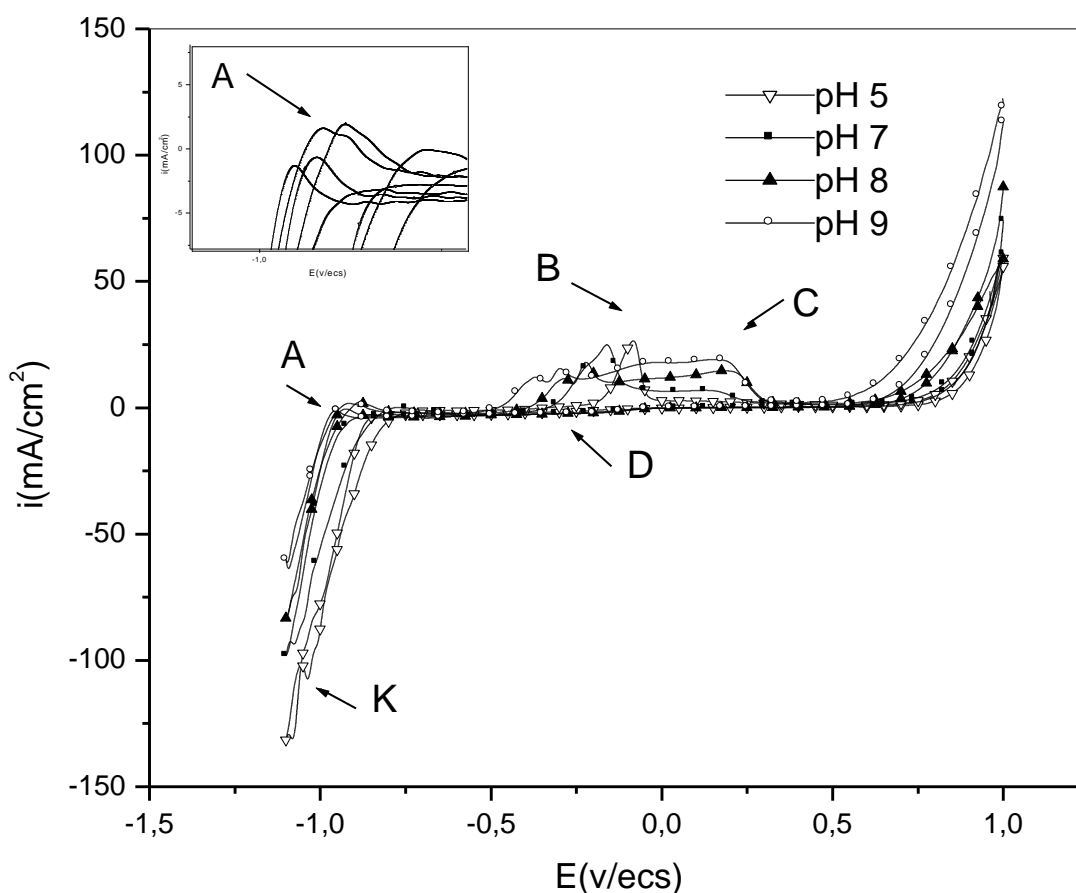 150
100
50
0
-50
-100
-150
-1,5
-1,0
-0,5
0,0
0,5
1,0
i(mA/cm²)
E(v/ecs)
pH 5
pH 7
pH 8
pH 9
A
B
C
D
K
A
5
0
-5
i(mA/cm²)
-1,0
E(v/ecs)